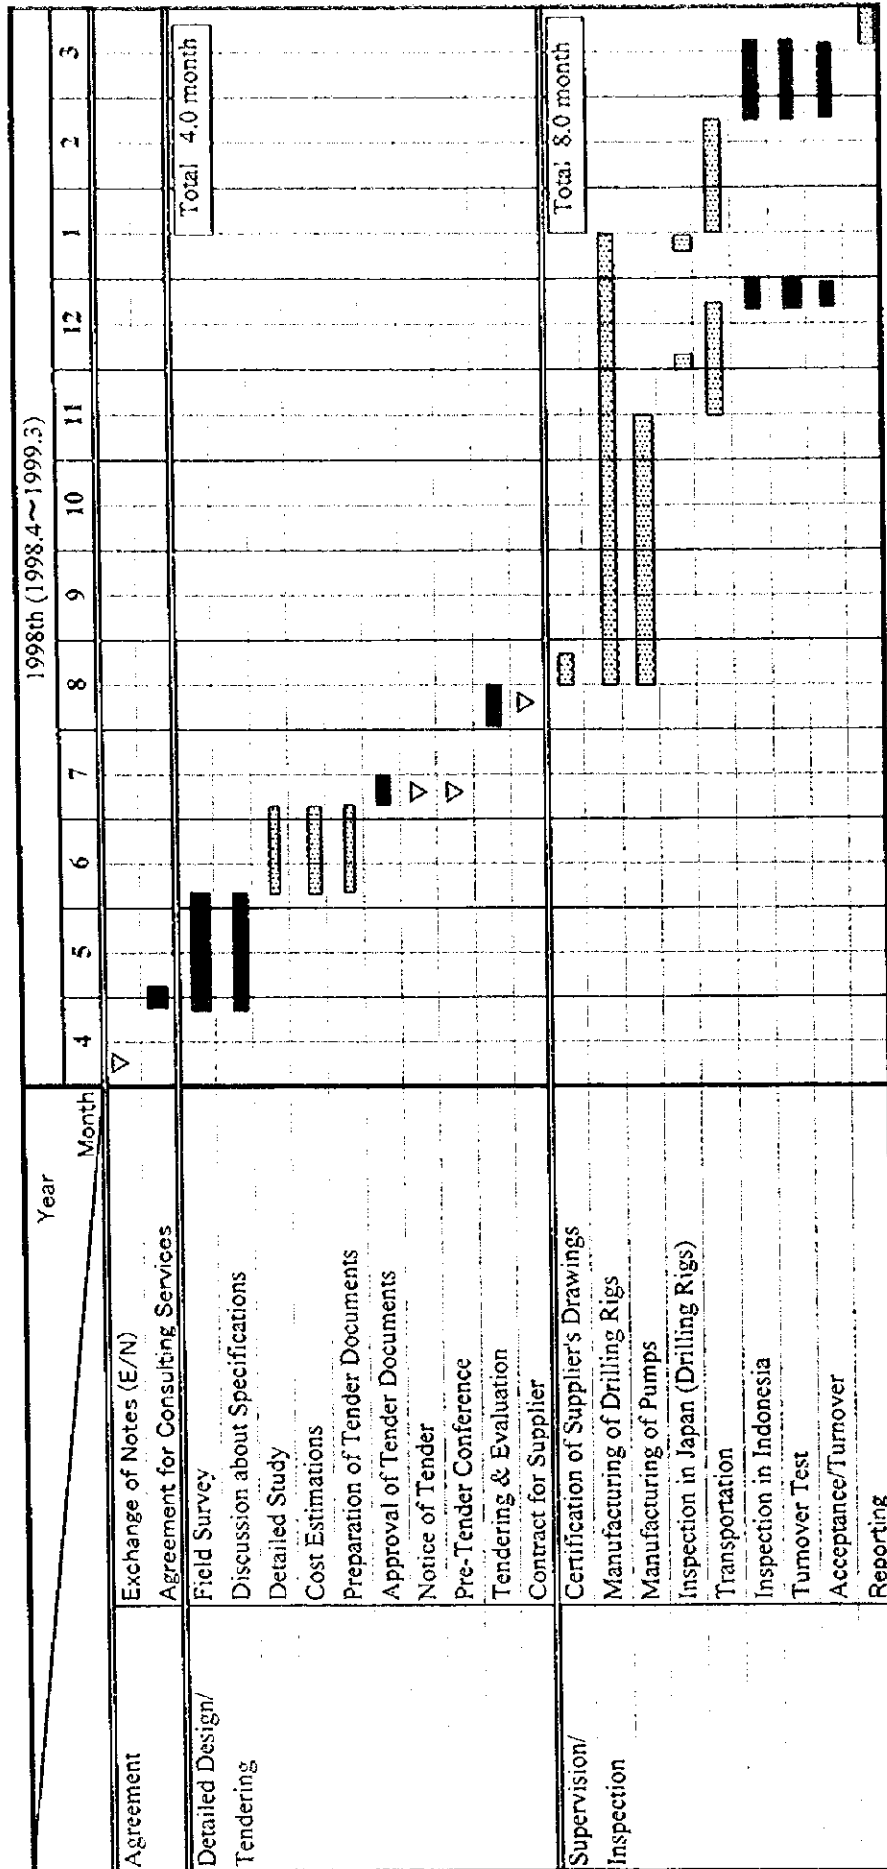 Year
Month
1998th (1998.4〜1999.3)
4 5 6 7 8 9 10 11 12 1 2 3
Agreement
Exchange of Notes (E/N)
Agreement for Consulting Services
Detailed Design/
Tendering
Field Survey
Total 4.0 month
Discussion about Specifications
Detailed Study
Cost Estimations
Preparation of Tender Documents
Approval of Tender Documents
Notice of Tender
Pre-Tender Conference
Tendering & Evaluation
Contract for Supplier
Supervision/
Inspection
Certification of Supplier's Drawings
Total 8.0 month
Manufacturing of Drilling Rigs
Manufacturing of Pumps
Inspection in Japan (Drilling Rigs)
Transportation
Inspection in Indonesia
Turnover Test
Acceptance/Turnover
Reporting